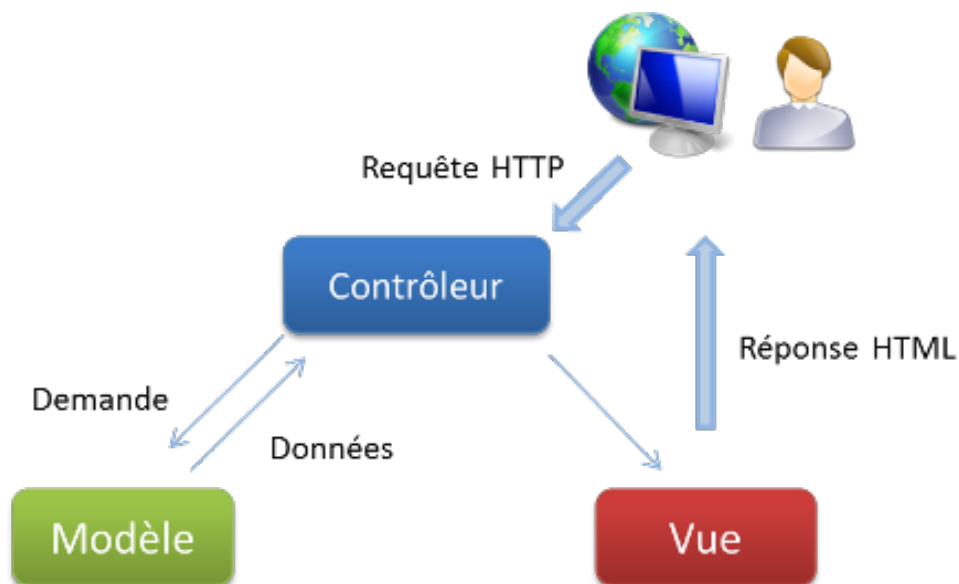 Requête HTTP
Contrôleur
Réponse HTML
Demande
Données
Modèle
Vue